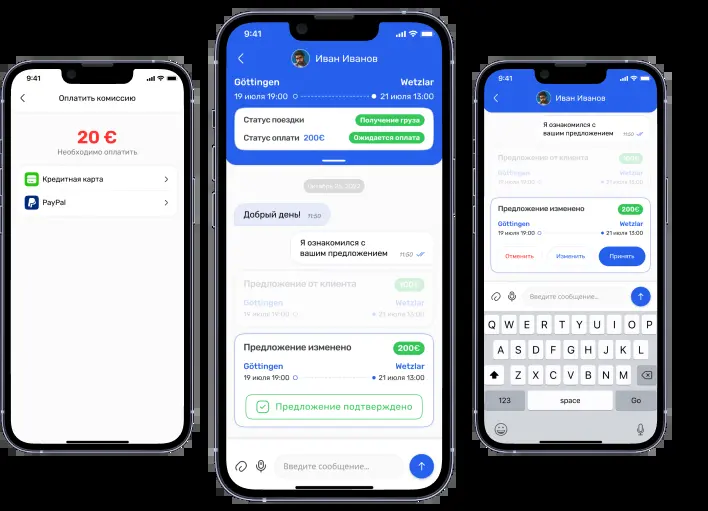 9:41
Оплатить комиссию
20 €
Необходимо оплатить
Кредитная карта
PayPal
9:41
Иван Иванов
Göttingen Wetzlar
19 июля 19:00 21 июля 13:00
Статус поездки Получение груза
Статус оплати 200€ Ожидается оплата
Добрый день! 11:50
Я ознакомился с
вашим предложением 11:50
Предложение от клиента
Göttingen Wetzlar
19 июля 19:00 21 июля 13:00
Предложение изменено 200€
Göttingen Wetzlar
19 июля 19:00 21 июля 13:00
Предложение подтверждено
Введите сообщение...
9:41
Иван Иванов
Я ознакомился с
вашим предложением 11:50
Предложение от клиента
Göttingen Wetzlar
19 июля 19:00 21 июля 13:00
Предложение изменено 200€
Göttingen Wetzlar
19 июля 19:00 21 июля 13:00
Отменить Изменить Принять
Введите сообщение...
Q W E R T Y U I O P
A S D F G H J K L
Z X C V B N M
123 space Go